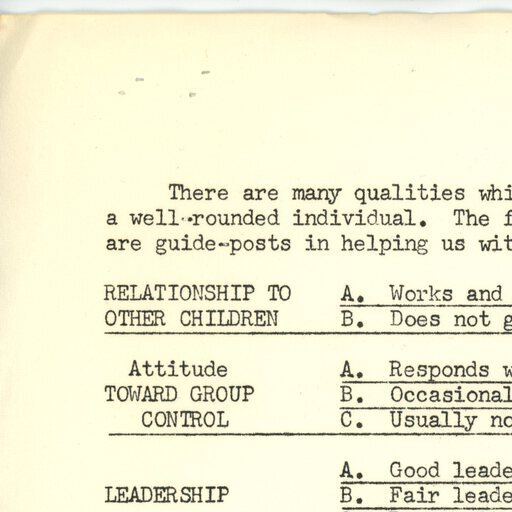 There are many qualities whi
a well-rounded individual. The f
are guide-posts in helping us wit
RELATIONSHIP TO A. Works and
OTHER CHILDREN B. Does not g
Attitude A. Responds w
TOWARD GROUP B. Occasional
CONTROL C. Usually no
A. Good leade
LEADERSHIP B. Fair leade